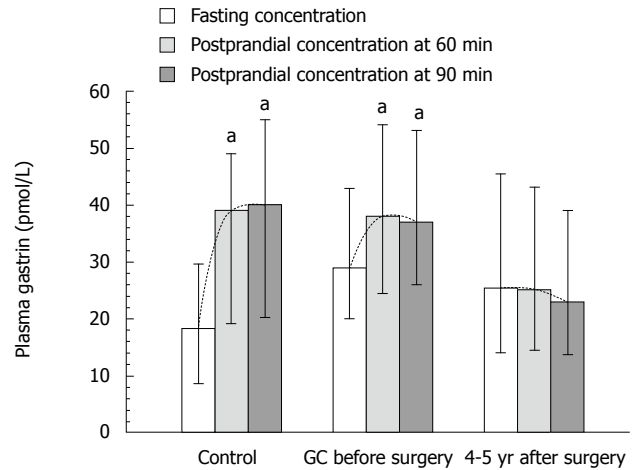 Fasting concentration
Postprandial concentration at 60 min
Postprandial concentration at 90 min
Plasma gastrin (pmol/L)
60
50
40
30
20
10
0
a
a
a
a
Control
GC before surgery
4-5 yr after surgery